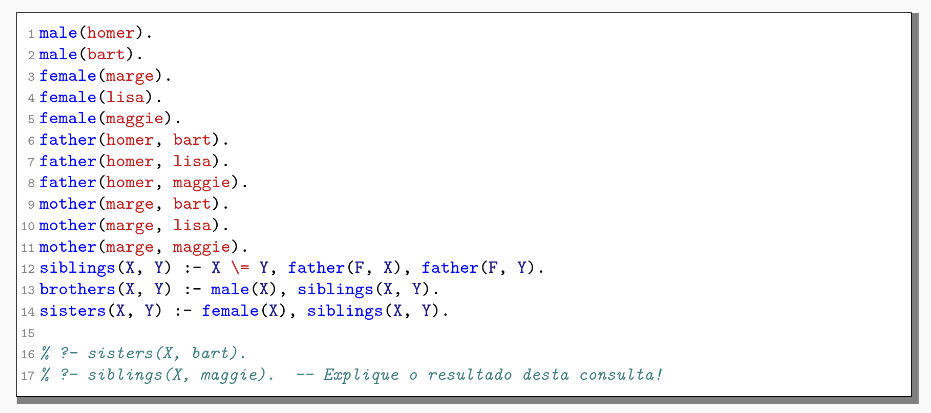 1 male(homer).
2 male(bart).
3 female(marge).
4 female(lisa).
5 female(maggie).
6 father(homer, bart).
7 father(homer, lisa).
8 father(homer, maggie).
9 mother(marge, bart).
10 mother(marge, lisa).
11 mother(marge, maggie).
12 siblings(X, Y) :- X \= Y, father(F, X), father(F, Y).
13 brothers(X, Y) :- male(X), siblings(X, Y).
14 sisters(X, Y) :- female(X), siblings(X, Y).
15
16 % ?- sisters(X, bart).
17 % ?- siblings(X, maggie).  -- Explique o resultado desta consulta!